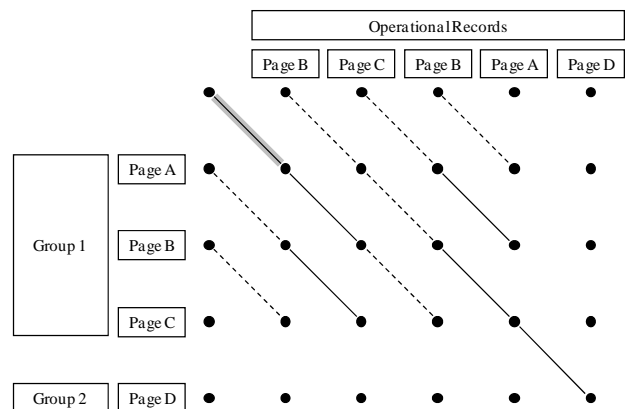 Operational Records
Page B Page C Page B Page A Page D
Page A
Group 1 Page B
Page C
Group 2 Page D